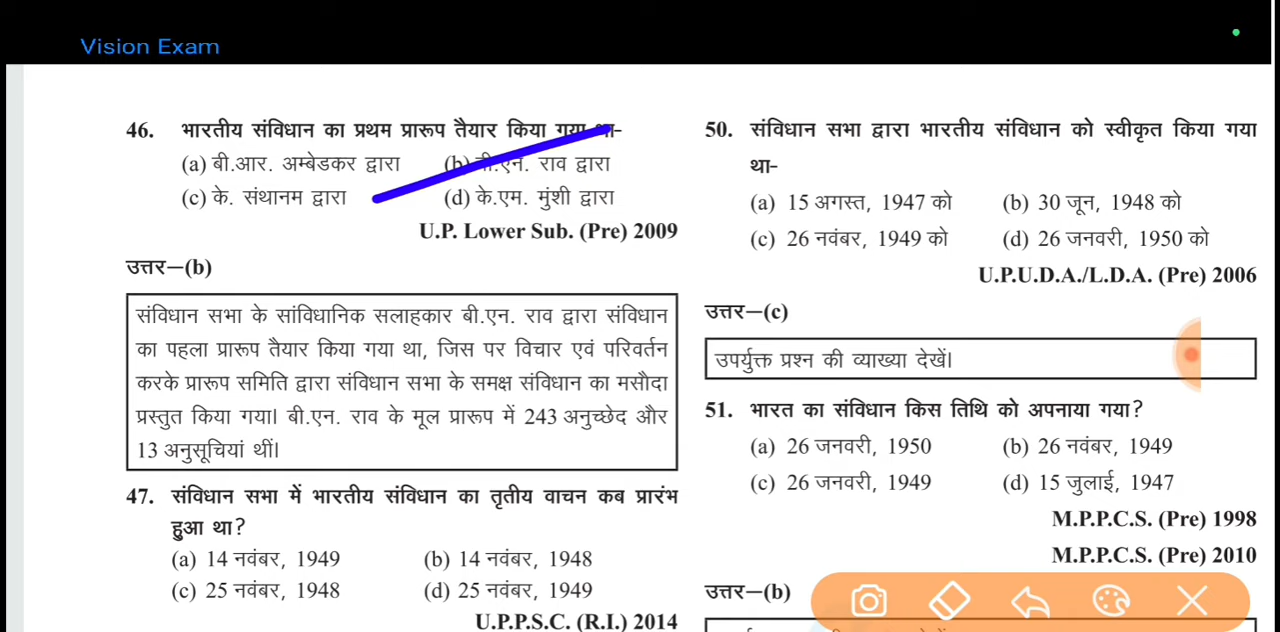 Vision Exam
46. भारतीय संविधान का प्रथम प्रारूप तैयार किया गया था-
(a) बी.आर. अम्बेडकर द्वारा (b) बी.एन. राव द्वारा
(c) के. संथानम द्वारा (d) के.एम. मुंशी द्वारा
U.P. Lower Sub. (Pre) 2009
उत्तर–(b)
संविधान सभा के सांविधानिक सलाहकार बी.एन. राव द्वारा संविधान
का पहला प्रारूप तैयार किया गया था, जिस पर विचार एवं परिवर्तन
करके प्रारूप समिति द्वारा संविधान सभा के समक्ष संविधान का मसौदा
प्रस्तुत किया गया। बी.एन. राव के मूल प्रारूप में 243 अनुच्छेद और
13 अनुसूचियां थीं।
47. संविधान सभा में भारतीय संविधान का तृतीय वाचन कब प्रारंभ
हुआ था?
(a) 14 नवंबर, 1949 (b) 14 नवंबर, 1948
(c) 25 नवंबर, 1948 (d) 25 नवंबर, 1949
U.P.P.S.C. (R.I.) 2014
50. संविधान सभा द्वारा भारतीय संविधान को स्वीकृत किया गया
था-
(a) 15 अगस्त, 1947 को (b) 30 जून, 1948 को
(c) 26 नवंबर, 1949 को (d) 26 जनवरी, 1950 को
U.P.U.D.A./L.D.A. (Pre) 2006
उत्तर–(c)
उपर्युक्त प्रश्न की व्याख्या देखें।
51. भारत का संविधान किस तिथि को अपनाया गया?
(a) 26 जनवरी, 1950 (b) 26 नवंबर, 1949
(c) 26 जनवरी, 1949 (d) 15 जुलाई, 1947
M.P.P.C.S. (Pre) 1998
M.P.P.C.S. (Pre) 2010
उत्तर–(b)